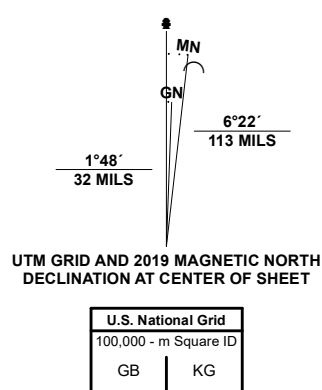 MN
GN
6°22´
113 MILS
1°48´
32 MILS
UTM GRID AND 2019 MAGNETIC NORTH
DECLINATION AT CENTER OF SHEET
U.S. National Grid
100,000 - m Square ID
GB KG